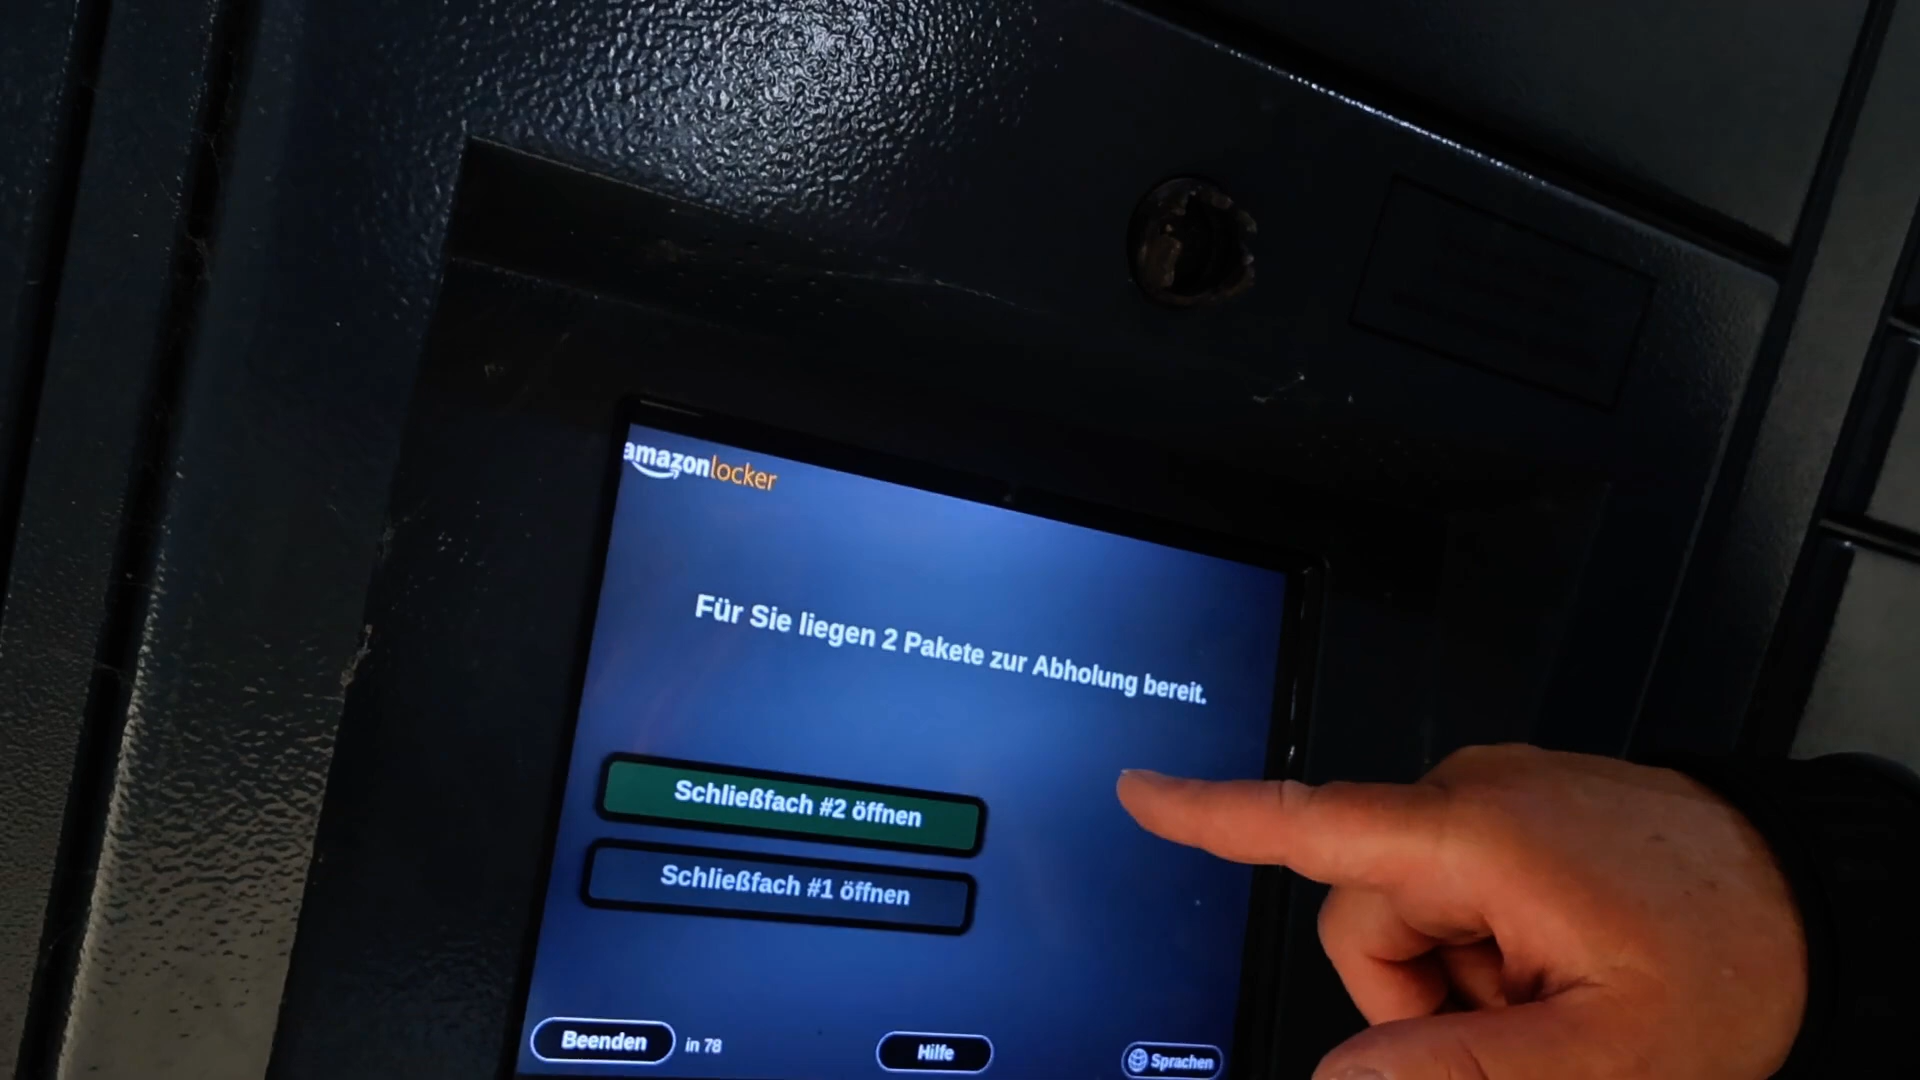 amazonlocker
Für Sie liegen 2 Pakete zur Abholung bereit.
Schließfach #2 öffnen
Schließfach #1 öffnen
Beenden in 78
Hilfe
Sprachen